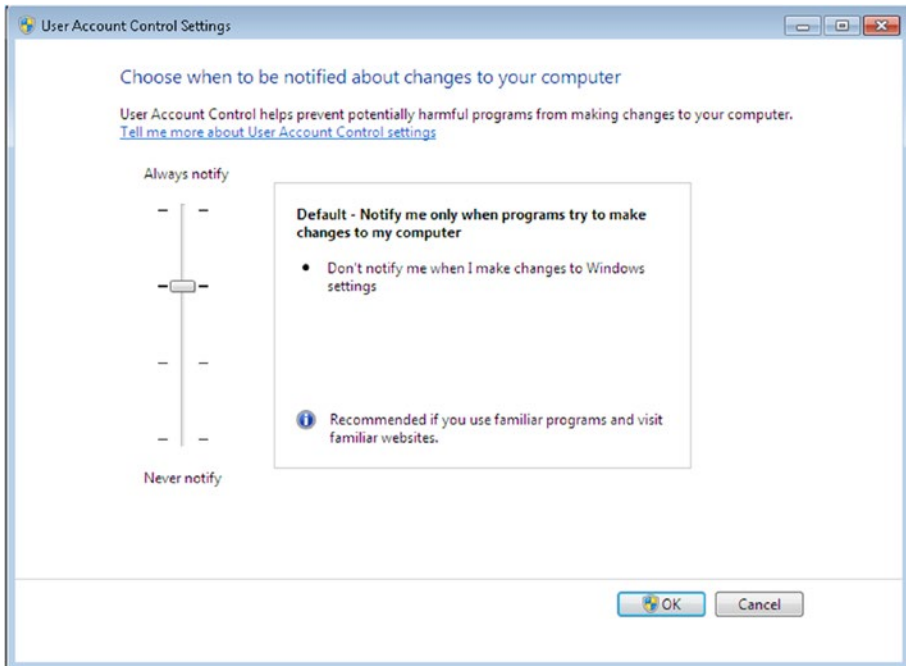 User Account Control Settings
Choose when to be notified about changes to your computer
User Account Control helps prevent potentially harmful programs from making changes to your computer.
Tell me more about User Account Control settings
Always notify
Default - Notify me only when programs try to make
changes to my computer
• Don't notify me when I make changes to Windows
settings
Recommended if you use familiar programs and visit
familiar websites.
Never notify
OK
Cancel